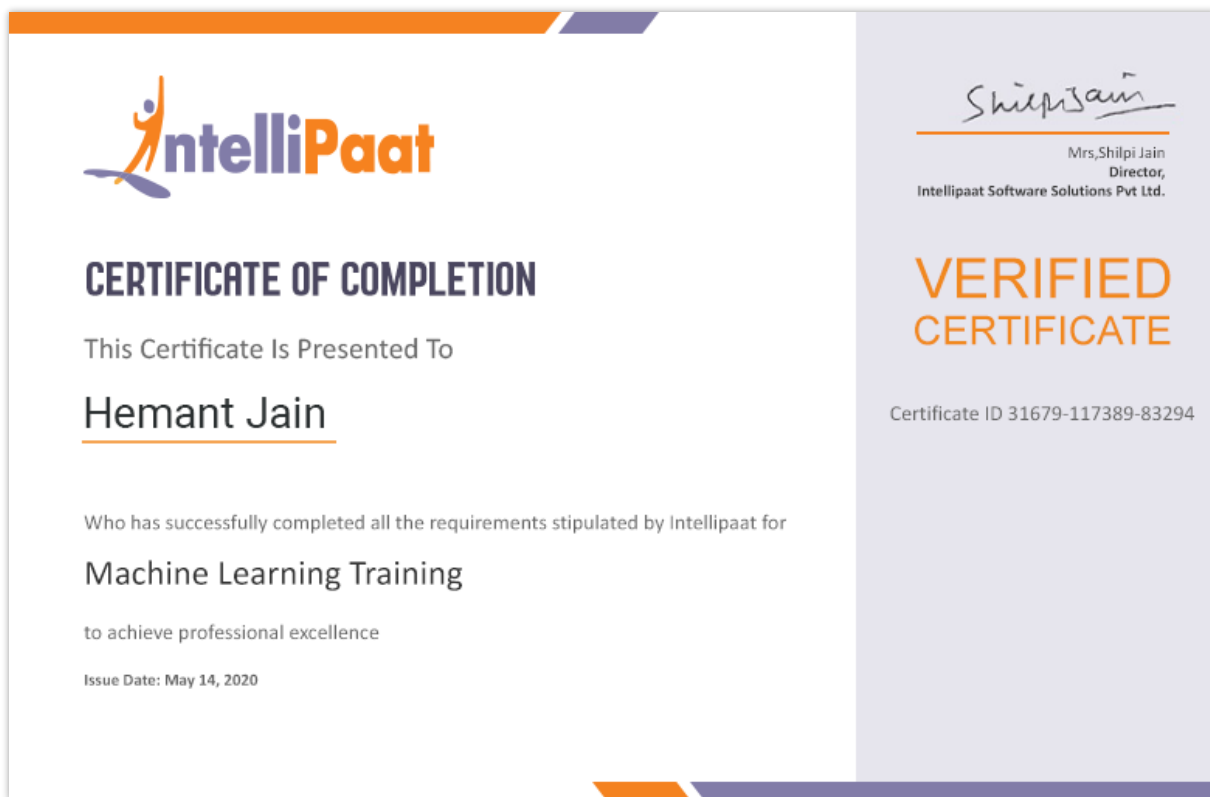 IntelliPaat
CERTIFICATE OF COMPLETION
This Certificate Is Presented To
Hemant Jain
Who has successfully completed all the requirements stipulated by Intellipaat for
Machine Learning Training
to achieve professional excellence
Issue Date: May 14, 2020
Shilpi Jain
Mrs,Shilpi Jain
Director,
Intellipaat Software Solutions Pvt Ltd.
VERIFIED
CERTIFICATE
Certificate ID 31679-117389-83294